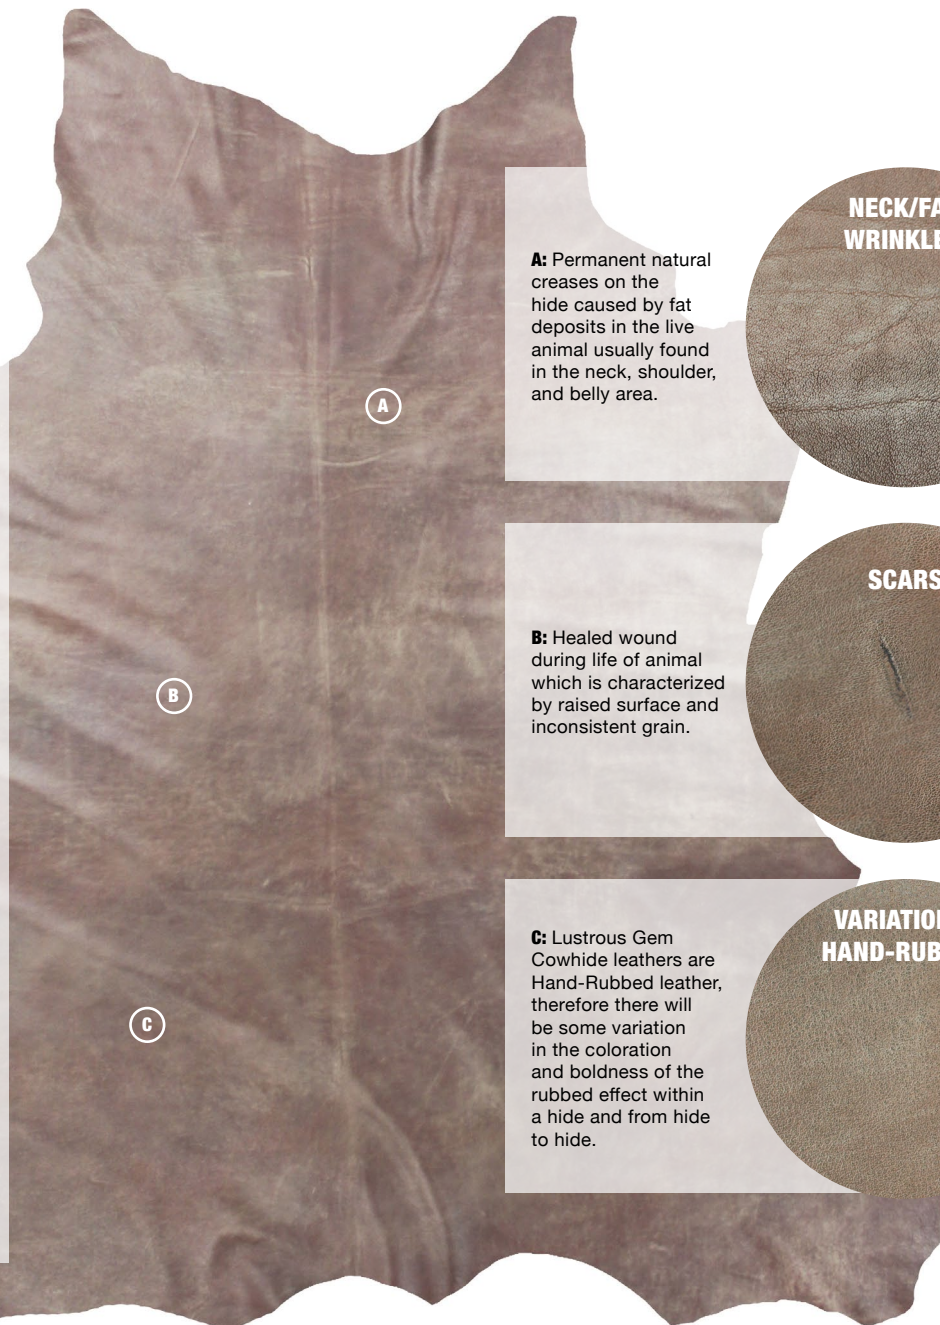 A: Permanent natural
creases on the
hide caused by fat
deposits in the live
animal usually found
in the neck, shoulder,
and belly area.
NECK/FA
WRINKLE
A
B: Healed wound
during life of animal
which is characterized
by raised surface and
inconsistent grain.
SCARS
B
C: Lustrous Gem
Cowhide leathers are
Hand-Rubbed leather,
therefore there will
be some variation
in the coloration
and boldness of the
rubbed effect within
a hide and from hide
to hide.
VARIATION
HAND-RUB
C